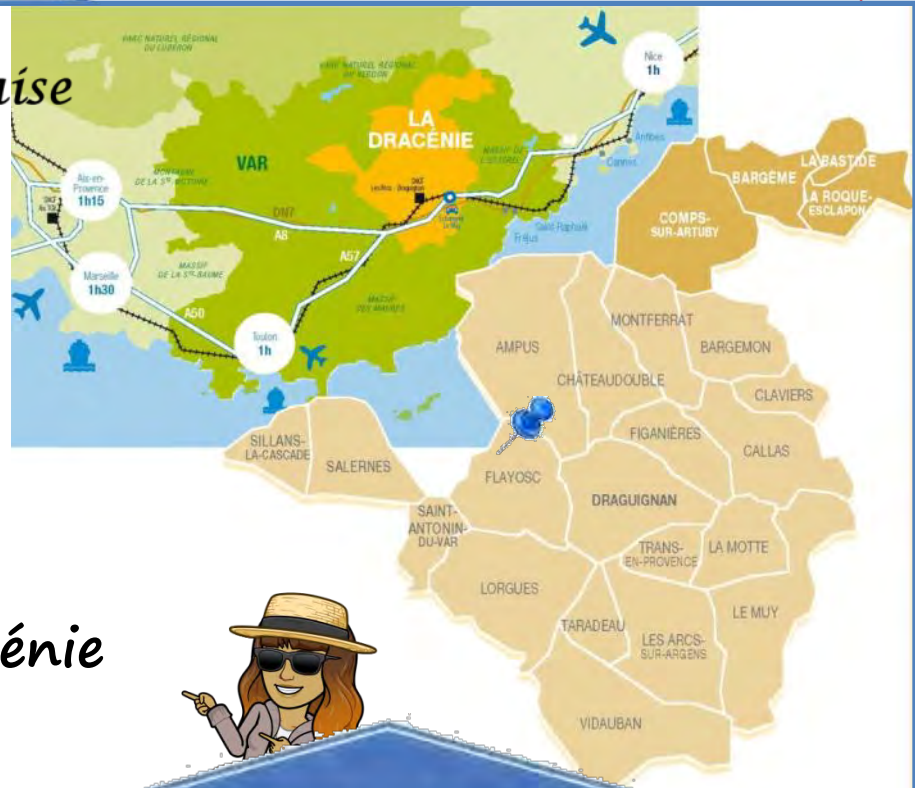 PARC NATUREL RÉGIONAL
DU LUBÉRON
PARC NATUREL RÉGIONAL
DU VERDON
Nice
1h
uise
LA
DRACÉNIE
VAR
MASSIF DE
L'ESTEREL
A8
Antibes
Cannes
Aix-en-
Provence
1h15
MONTAGNE
DE LA STE-VICTOIRE
DN7
A8
Saint-Raphaël
Fréjus
A57
MASSIF
DE LA STE-BAUME
Marseille
1h30
MASSIF
DES MAURES
A50
Toulon
1h
LA BASTIDE
BARGÈME
LA ROQUE-
ESCLAPON
COMPS-
SUR-ARTUBY
MONTFERRAT
AMPUS
BARGEMON
CHÂTEAUDOUBLE
CLAVIERS
SILLANS-
LA-CASCADE
SALERNES
FIGANIÈRES
CALLAS
FLAYOSC
DRAGUIGNAN
SAINT-
ANTONIN-
DU-VAR
TRANS-
EN-PROVENCE
LA MOTTE
LORGUES
LE MUY
TARADEAU
LES ARCS-
SUR-ARGENS
énie
VIDAUBAN